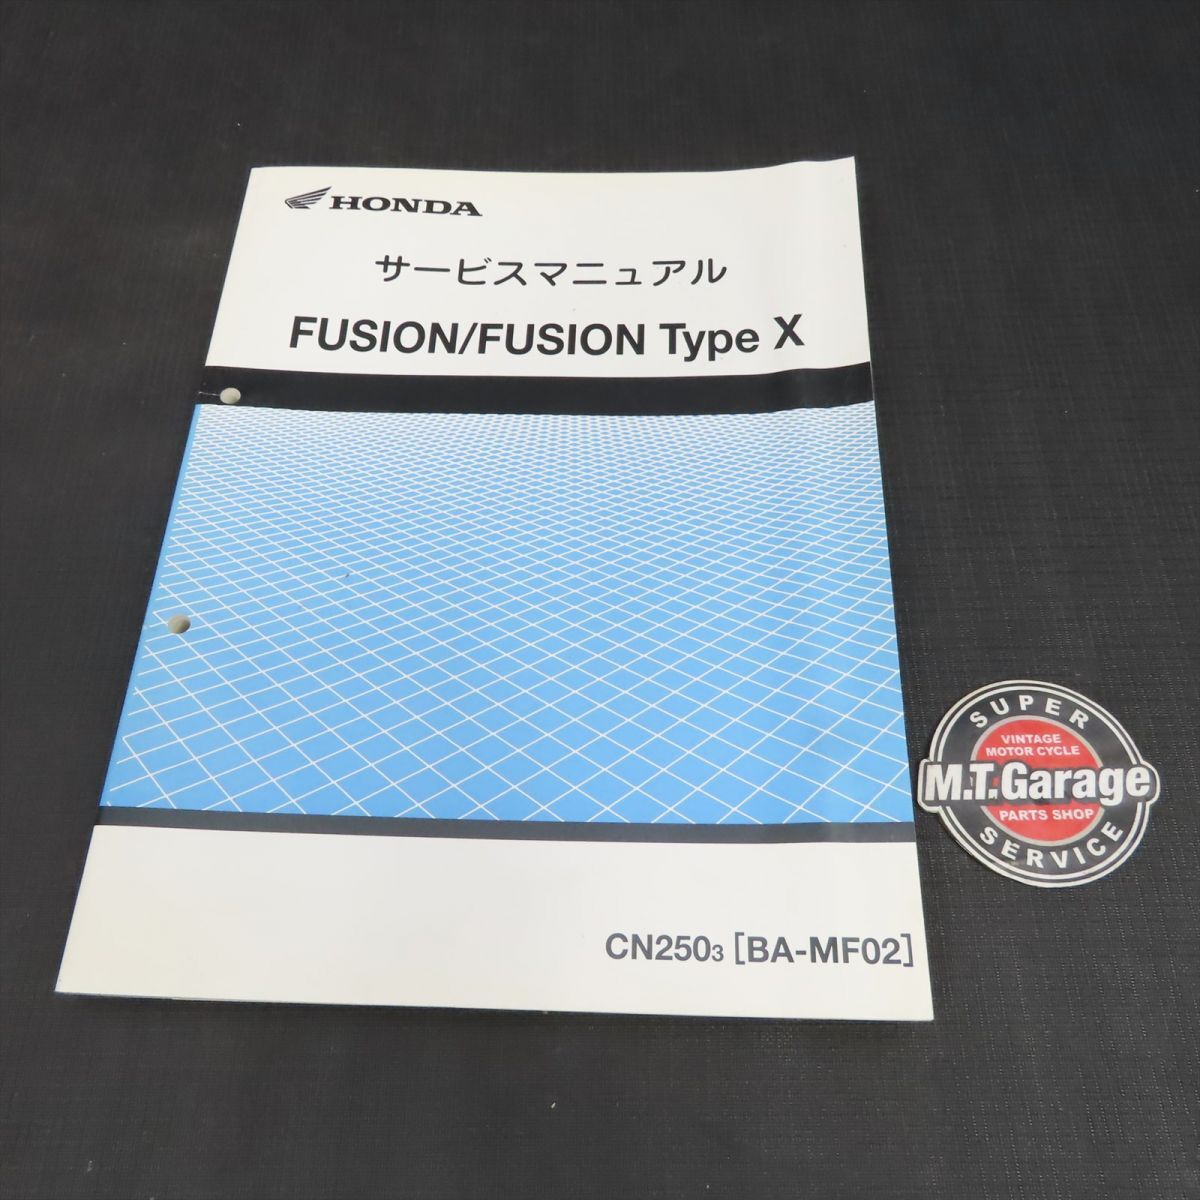 HONDA
サービスマニュアル
FUSION/FUSION Type X
CN2503 [BA-MF02]
SUPER
VINTAGE
MOTOR CYCLE
M.T.Garage
PARTS SHOP
SERVICE